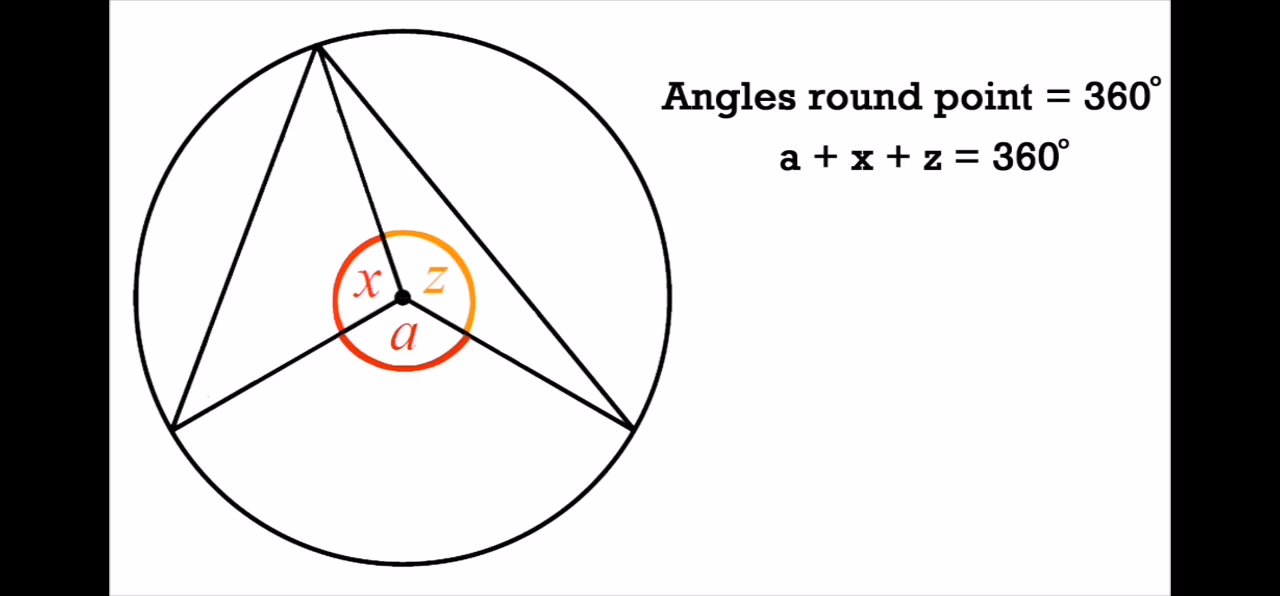 Angles round point = 360°
a + x + z = 360°
x z
a